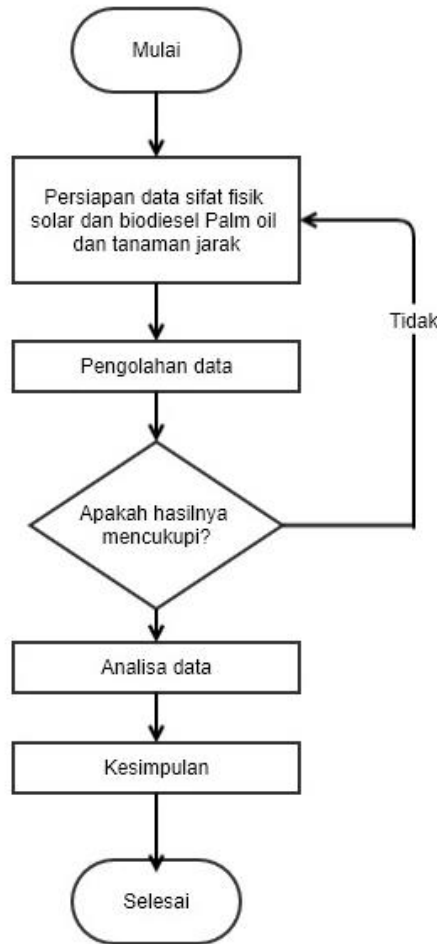 Mulai
Persiapan data sifat fisik
solar dan biodiesel Palm oil
dan tanaman jarak
Tidak
Pengolahan data
Apakah hasilnya
mencukupi?
Analisa data
Kesimpulan
Selesai